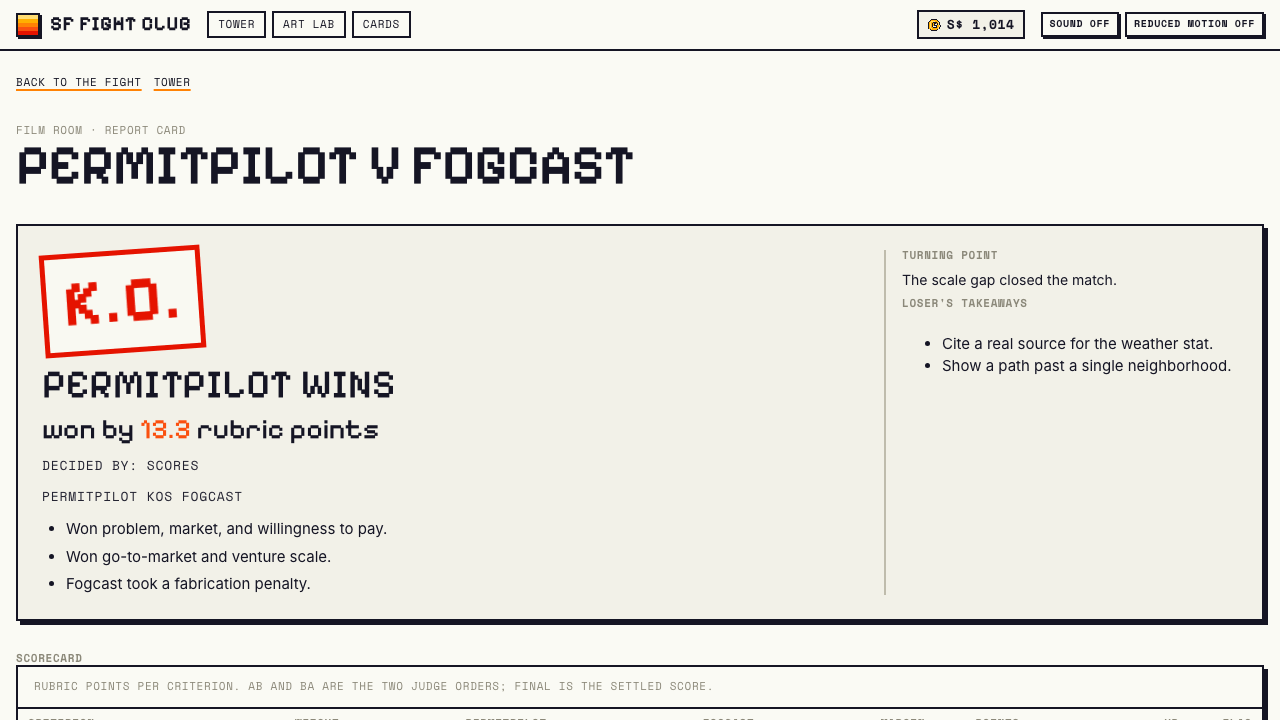 SF FIGHT CLUB
TOWER
ART LAB
CARDS
S$ 1,014
SOUND OFF
REDUCED MOTION OFF
BACK TO THE FIGHT
TOWER
FILM ROOM · REPORT CARD
PERMITPILOT V FOGCAST
K.O.
PERMITPILOT WINS
won by 13.3 rubric points
DECIDED BY: SCORES
PERMITPILOT KOS FOGCAST
• Won problem, market, and willingness to pay.
• Won go-to-market and venture scale.
• Fogcast took a fabrication penalty.
TURNING POINT
The scale gap closed the match.
LOSER'S TAKEAWAYS
• Cite a real source for the weather stat.
• Show a path past a single neighborhood.
SCORECARD
RUBRIC POINTS PER CRITERION. AB AND BA ARE THE TWO JUDGE ORDERS; FINAL IS THE SETTLED SCORE.